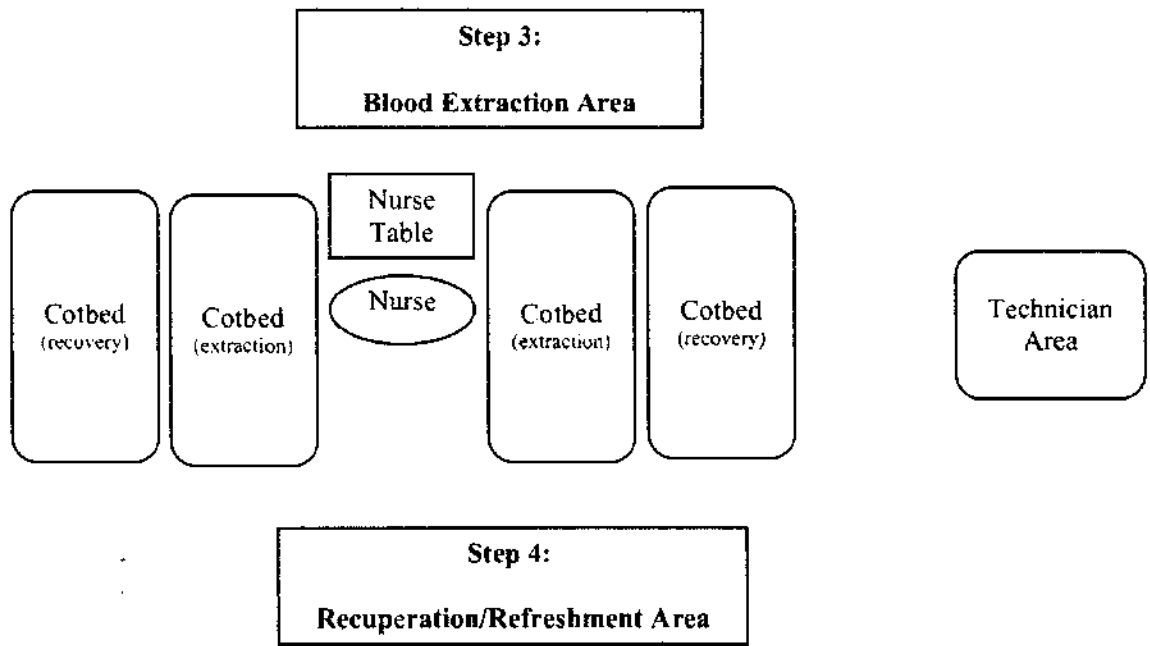 Step 3:
Blood Extraction Area
Nurse
Table
Nurse
Cotbed
(recovery)
Cotbed
(extraction)
Cotbed
(extraction)
Cotbed
(recovery)
Technician
Area
Step 4:
Recuperation/Refreshment Area